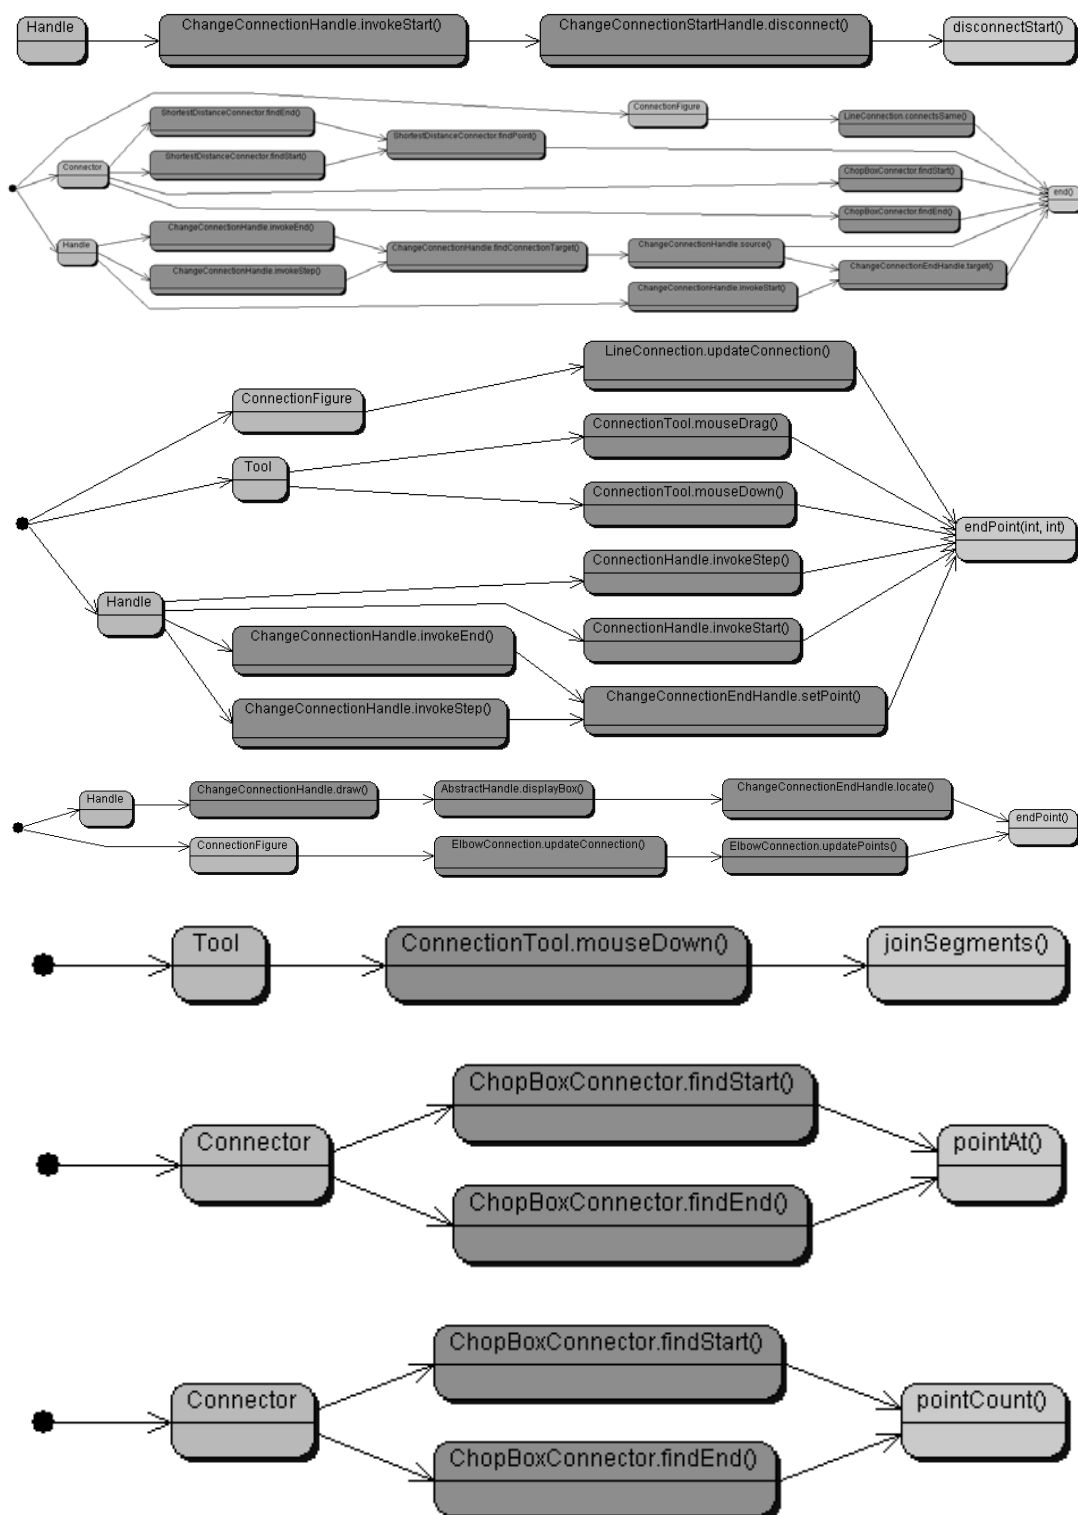 Handle
ChangeConnectionHandle.invokeStart()
ChangeConnectionStartHandle.disconnect()
disconnectStart()
ConnectionFigure
LineConnection.connectsSame()
ShortestDistanceConnector.findEnd()
ShortestDistanceConnector.findPoint()
ShortestDistanceConnector.findStart()
Connector
ChopBoxConnector.findStart()
end()
ChopBoxConnector.findEnd()
ChangeConnectionHandle.invokeEnd()
Handle
ChangeConnectionHandle.findConnectionTarget()
ChangeConnectionHandle.source()
ChangeConnectionHandle.invokeStep()
ChangeConnectionEndHandle.target()
ChangeConnectionHandle.invokeStart()
LineConnection.updateConnection()
ConnectionFigure
ConnectionTool.mouseDrag()
Tool
ConnectionTool.mouseDown()
endPoint(int, int)
ConnectionHandle.invokeStep()
Handle
ConnectionHandle.invokeStart()
ChangeConnectionHandle.invokeEnd()
ChangeConnectionEndHandle.setPoint()
ChangeConnectionHandle.invokeStep()
Handle
ChangeConnectionHandle.draw()
AbstractHandle.displayBox()
ChangeConnectionEndHandle.locate()
endPoint()
ConnectionFigure
ElbowConnection.updateConnection()
ElbowConnection.updatePoints()
Tool
ConnectionTool.mouseDown()
joinSegments()
ChopBoxConnector.findStart()
Connector
pointAt()
ChopBoxConnector.findEnd()
ChopBoxConnector.findStart()
Connector
pointCount()
ChopBoxConnector.findEnd()